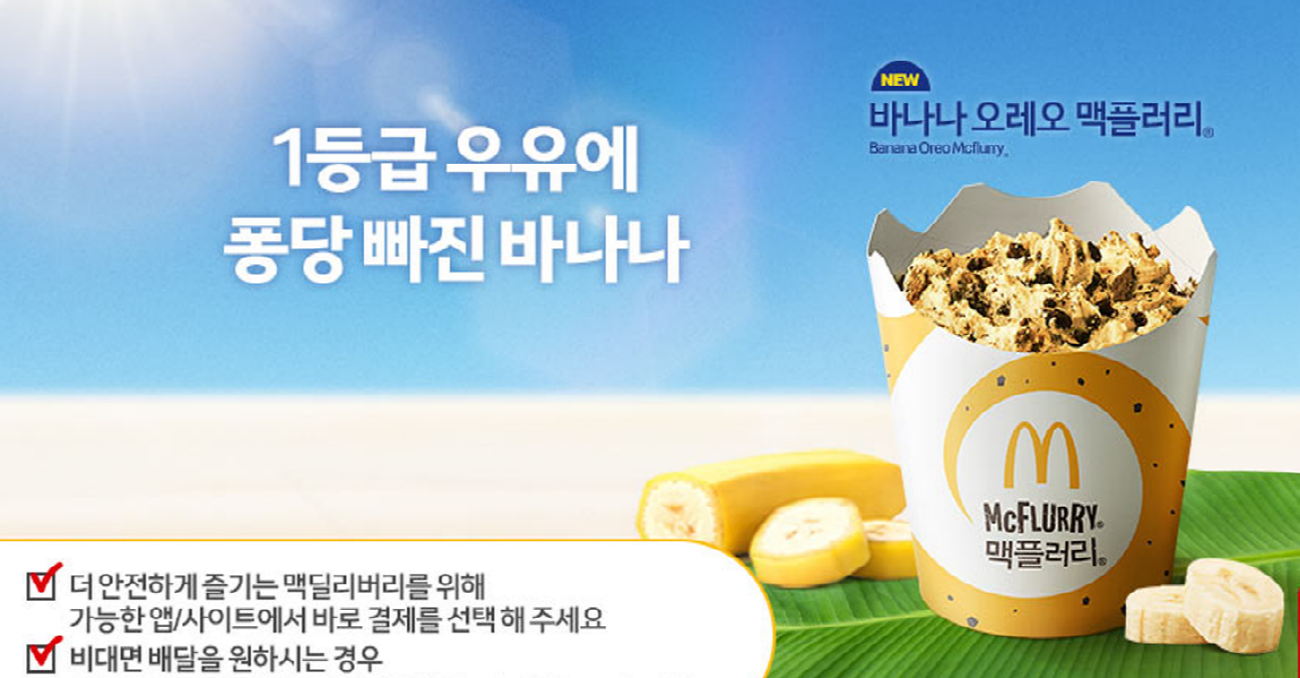 NEW
바나나 오레오 맥플러리®
Banana Oreo Mcflurry®
1등급 우유에
퐁당 빠진 바나나
McFLURRY®
맥플러리®
더 안전하게 즐기는 맥딜리버리를 위해
가능한 앱/사이트에서 바로 결제를 선택해 주세요
비대면 배달을 원하시는 경우